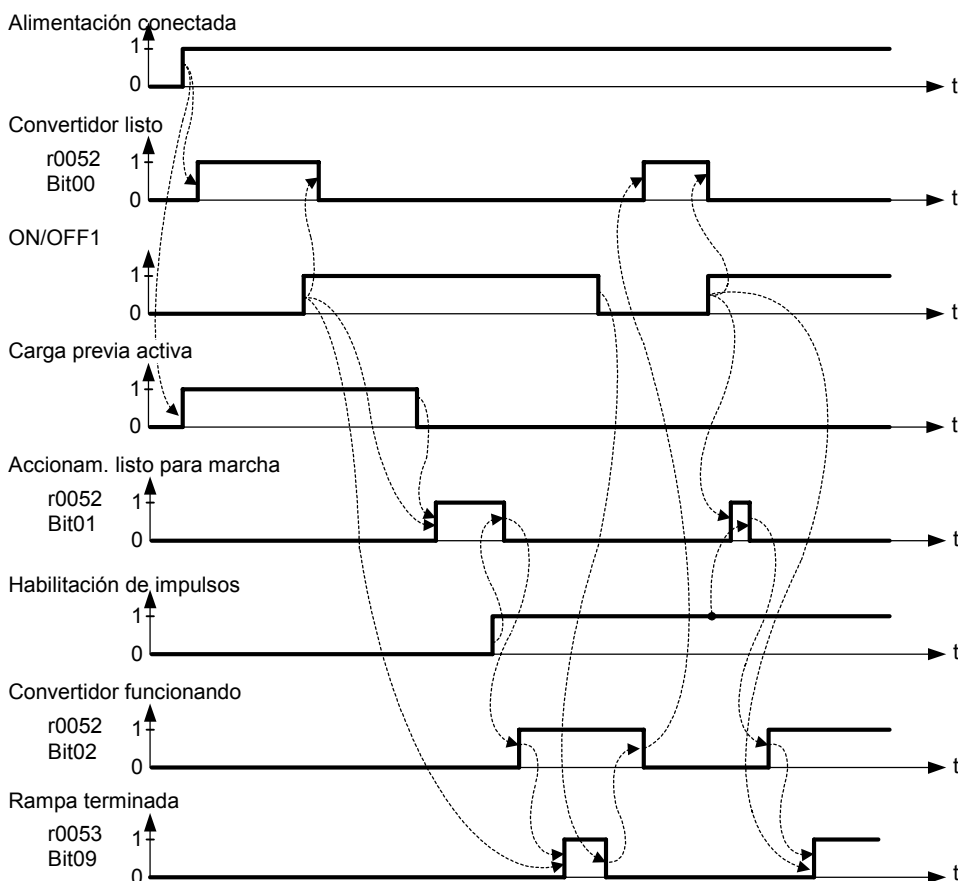 Alimentación conectada
1
0
t
Convertidor listo
r0052
Bit00
1
0
t
ON/OFF1
1
0
t
Carga previa activa
1
0
t
Accionam. listo para marcha
r0052
Bit01
1
0
t
Habilitación de impulsos
1
0
t
Convertidor funcionando
r0052
Bit02
1
0
t
Rampa terminada
r0053
Bit09
1
0
t